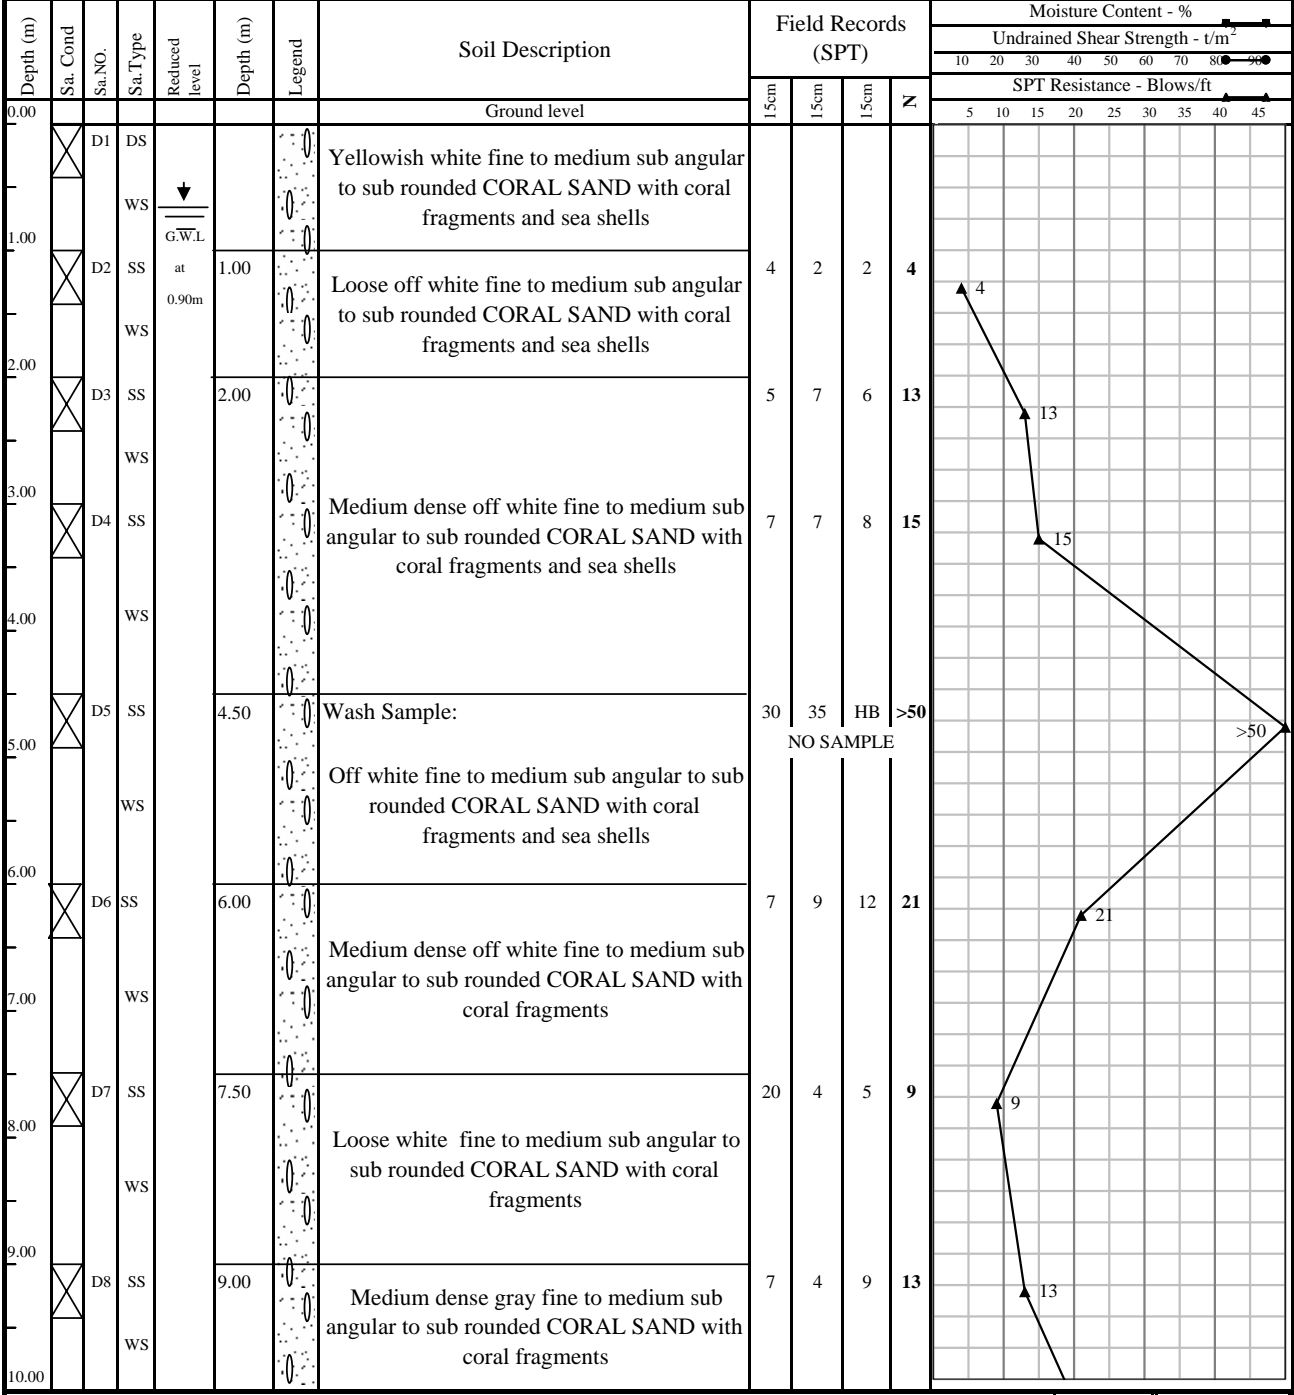 Depth (m)
Sa. Cond
Sa.NO.
Sa.Type
Reduced
level
Depth (m)
Legend
Soil Description
Field Records
(SPT)
15cm
15cm
15cm
N
Moisture Content - %
Undrained Shear Strength - t/m2
10 20 30 40 50 60 70 80 90
SPT Resistance - Blows/ft
5 10 15 20 25 30 35 40 45
0.00
Ground level
D1 DS
Yellowish white fine to medium sub angular
to sub rounded CORAL SAND with coral
fragments and sea shells
WS
G.W.L
at
0.90m
1.00
D2 SS 1.00
Loose off white fine to medium sub angular
to sub rounded CORAL SAND with coral
fragments and sea shells
4 2 2 4
4
WS
2.00
D3 SS 2.00
5 7 6 13
13
WS
3.00
Medium dense off white fine to medium sub
angular to sub rounded CORAL SAND with
coral fragments and sea shells
D4 SS
7 7 8 15
15
WS
4.00
D5 SS 4.50
Wash Sample:
30 35 HB >50
NO SAMPLE
>50
5.00
Off white fine to medium sub angular to sub
rounded CORAL SAND with coral
fragments and sea shells
WS
6.00
D6 SS 6.00
7 9 12 21
21
Medium dense off white fine to medium sub
angular to sub rounded CORAL SAND with
coral fragments
WS
7.00
D7 SS 7.50
20 4 5 9
9
8.00
Loose white fine to medium sub angular to
sub rounded CORAL SAND with coral
fragments
WS
9.00
D8 SS 9.00
7 4 9 13
13
Medium dense gray fine to medium sub
angular to sub rounded CORAL SAND with
coral fragments
WS
10.00